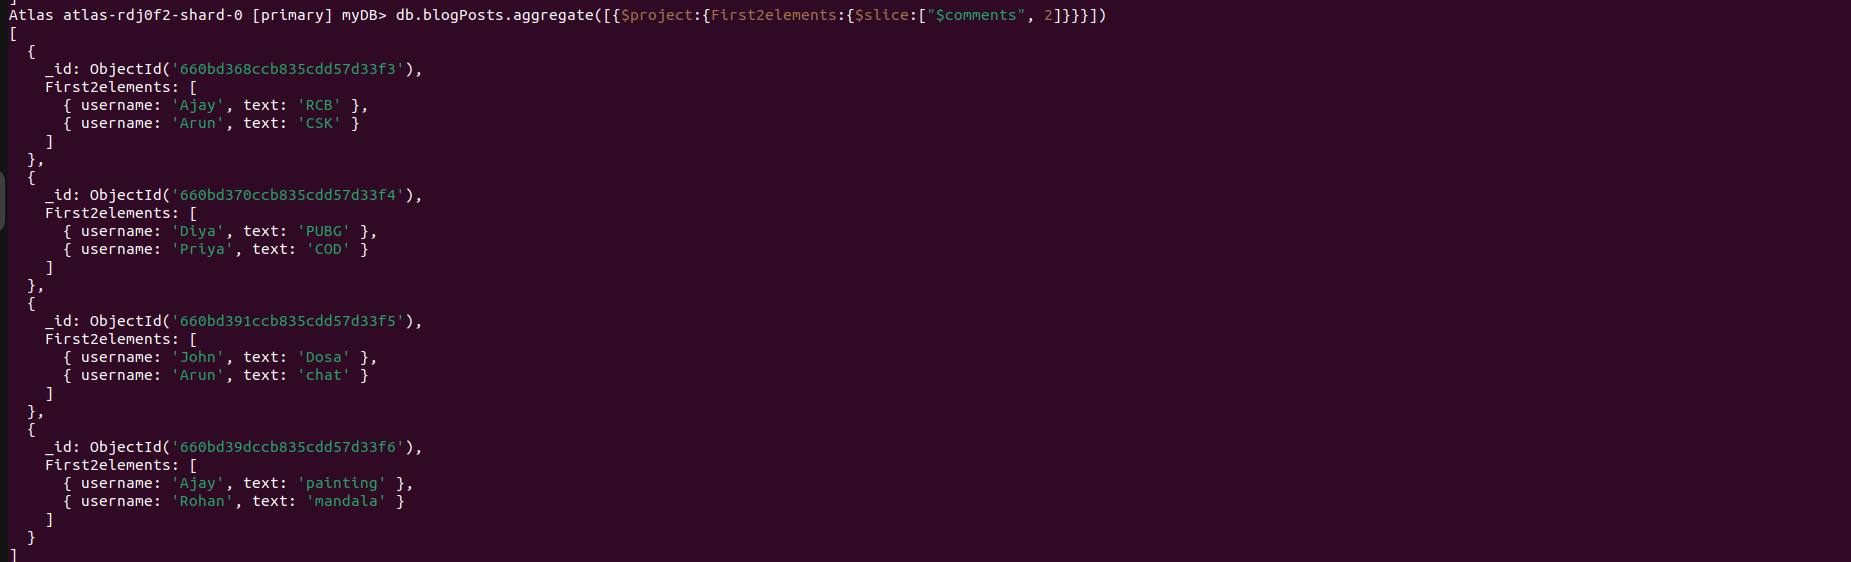 Atlas atlas-rdj0f2-shard-0 [primary] myDB> db.blogPosts.aggregate([{$project:{First2elements:{$slice:["$comments", 2]}}}])
[
  {
    _id: ObjectId('660bd368ccb835cdd57d33f3'),
    First2elements: [
      { username: 'Ajay', text: 'RCB' },
      { username: 'Arun', text: 'CSK' }
    ]
  },
  {
    _id: ObjectId('660bd370ccb835cdd57d33f4'),
    First2elements: [
      { username: 'Diya', text: 'PUBG' },
      { username: 'Priya', text: 'COD' }
    ]
  },
  {
    _id: ObjectId('660bd391ccb835cdd57d33f5'),
    First2elements: [
      { username: 'John', text: 'Dosa' },
      { username: 'Arun', text: 'chat' }
    ]
  },
  {
    _id: ObjectId('660bd39dccb835cdd57d33f6'),
    First2elements: [
      { username: 'Ajay', text: 'painting' },
      { username: 'Rohan', text: 'mandala' }
    ]
  }
]